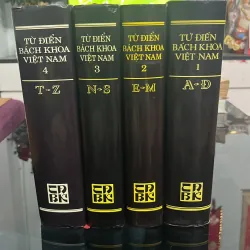 TỪ ĐIỂN
BÁCH KHOA
VIỆT NAM
4
T-Z
TỪ ĐIỂN
BÁCH KHOA
VIỆT NAM
3
N-S
TỪ ĐIỂN
BÁCH KHOA
VIỆT NAM
2
E-M
TỪ ĐIỂN
BÁCH KHOA
VIỆT NAM
1
A-D